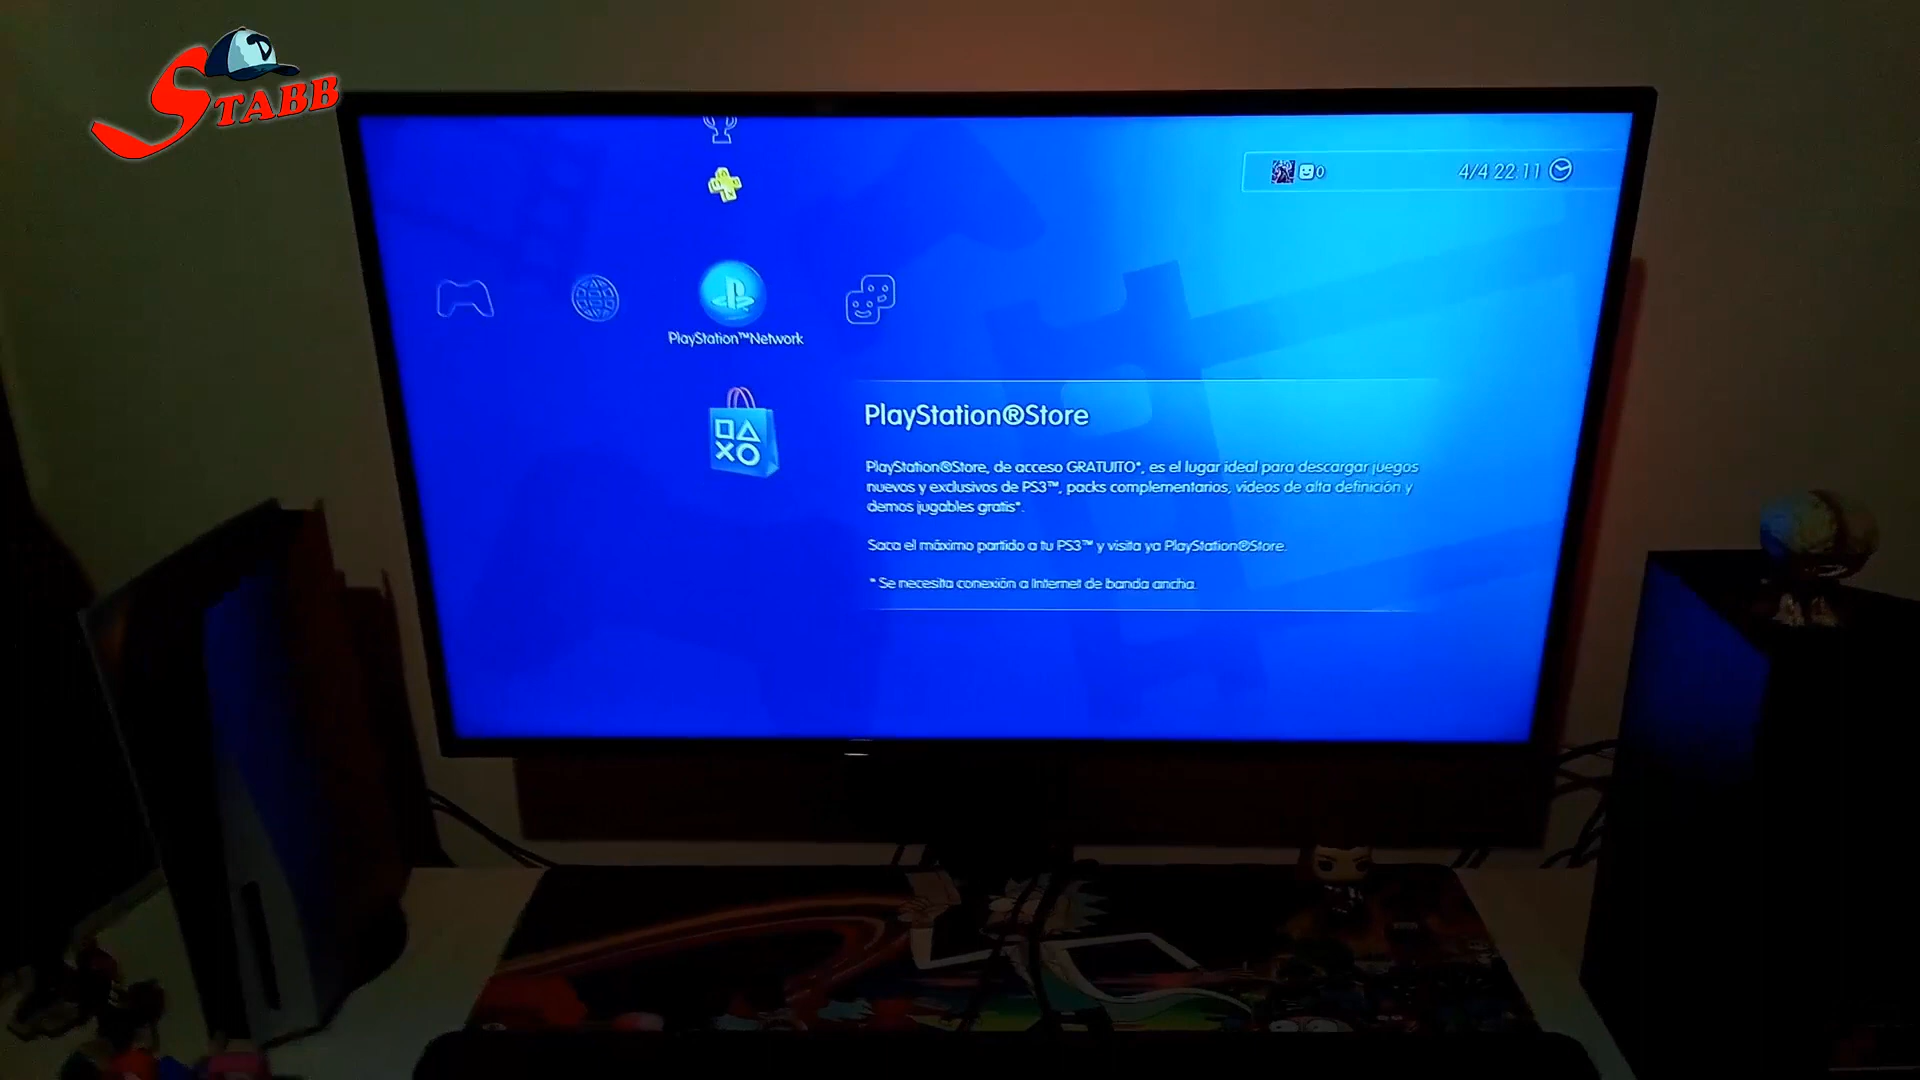 STABB
0
4/4 22:11
PlayStation™Network
PlayStation®Store
PlayStation®Store, de acceso GRATUITO*, es el lugar ideal para descargar juegos
nuevos y exclusivos de PS3™, packs complementarios, vídeos de alta definición y
demos jugables gratis*.
Saca el máximo partido a tu PS3™ y visita ya PlayStation®Store.
* Se necesita conexión a Internet de banda ancha.